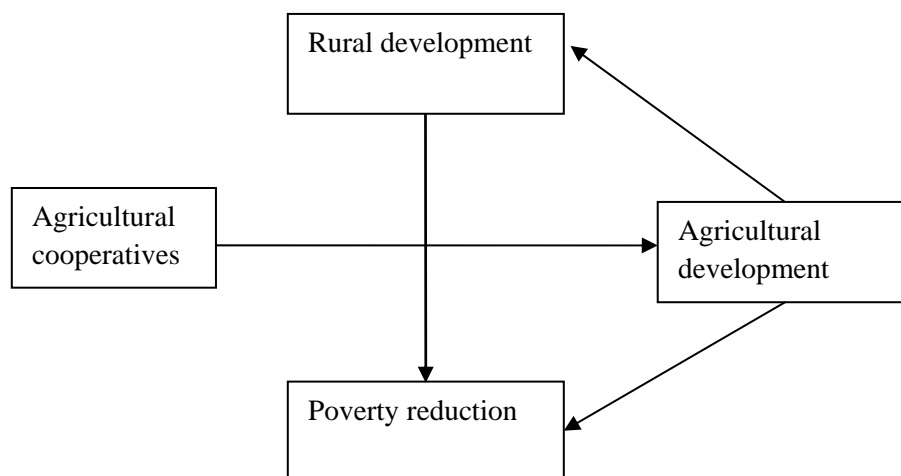 Rural development
Agricultural
cooperatives
Agricultural
development
Poverty reduction